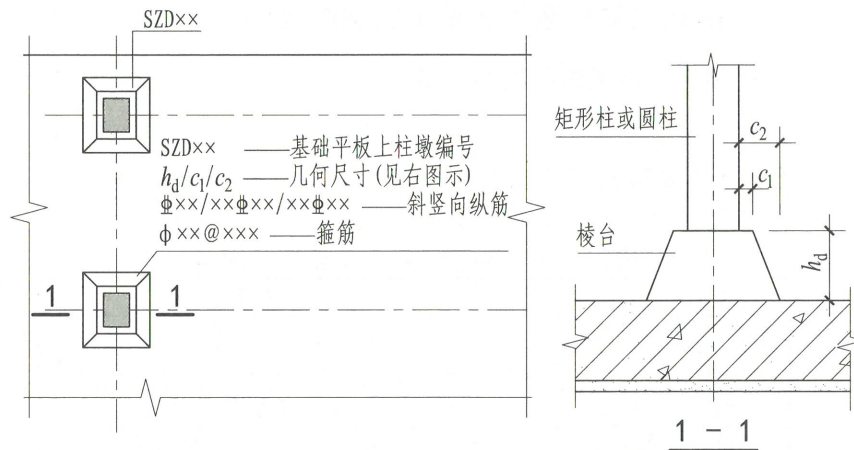 SZD××
SZD×× ——基础平板上柱墩编号
h_d/c_1/c_2 ——几何尺寸(见右图示)
⏀××/××⏀××/××⏀×× ——斜竖向纵筋
ϕ××@××× ——箍筋
1 1
矩形柱或圆柱
c_2
c_1
棱台
h_d
1 - 1